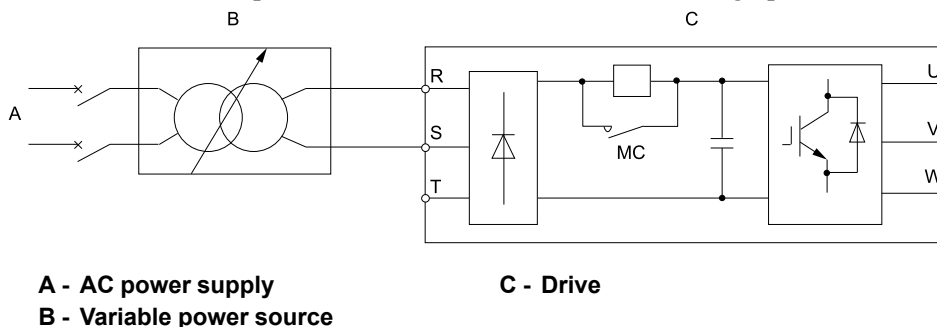 B
C
A
R
S
T
MC
U
V
W
A - AC power supply
C - Drive
B - Variable power source